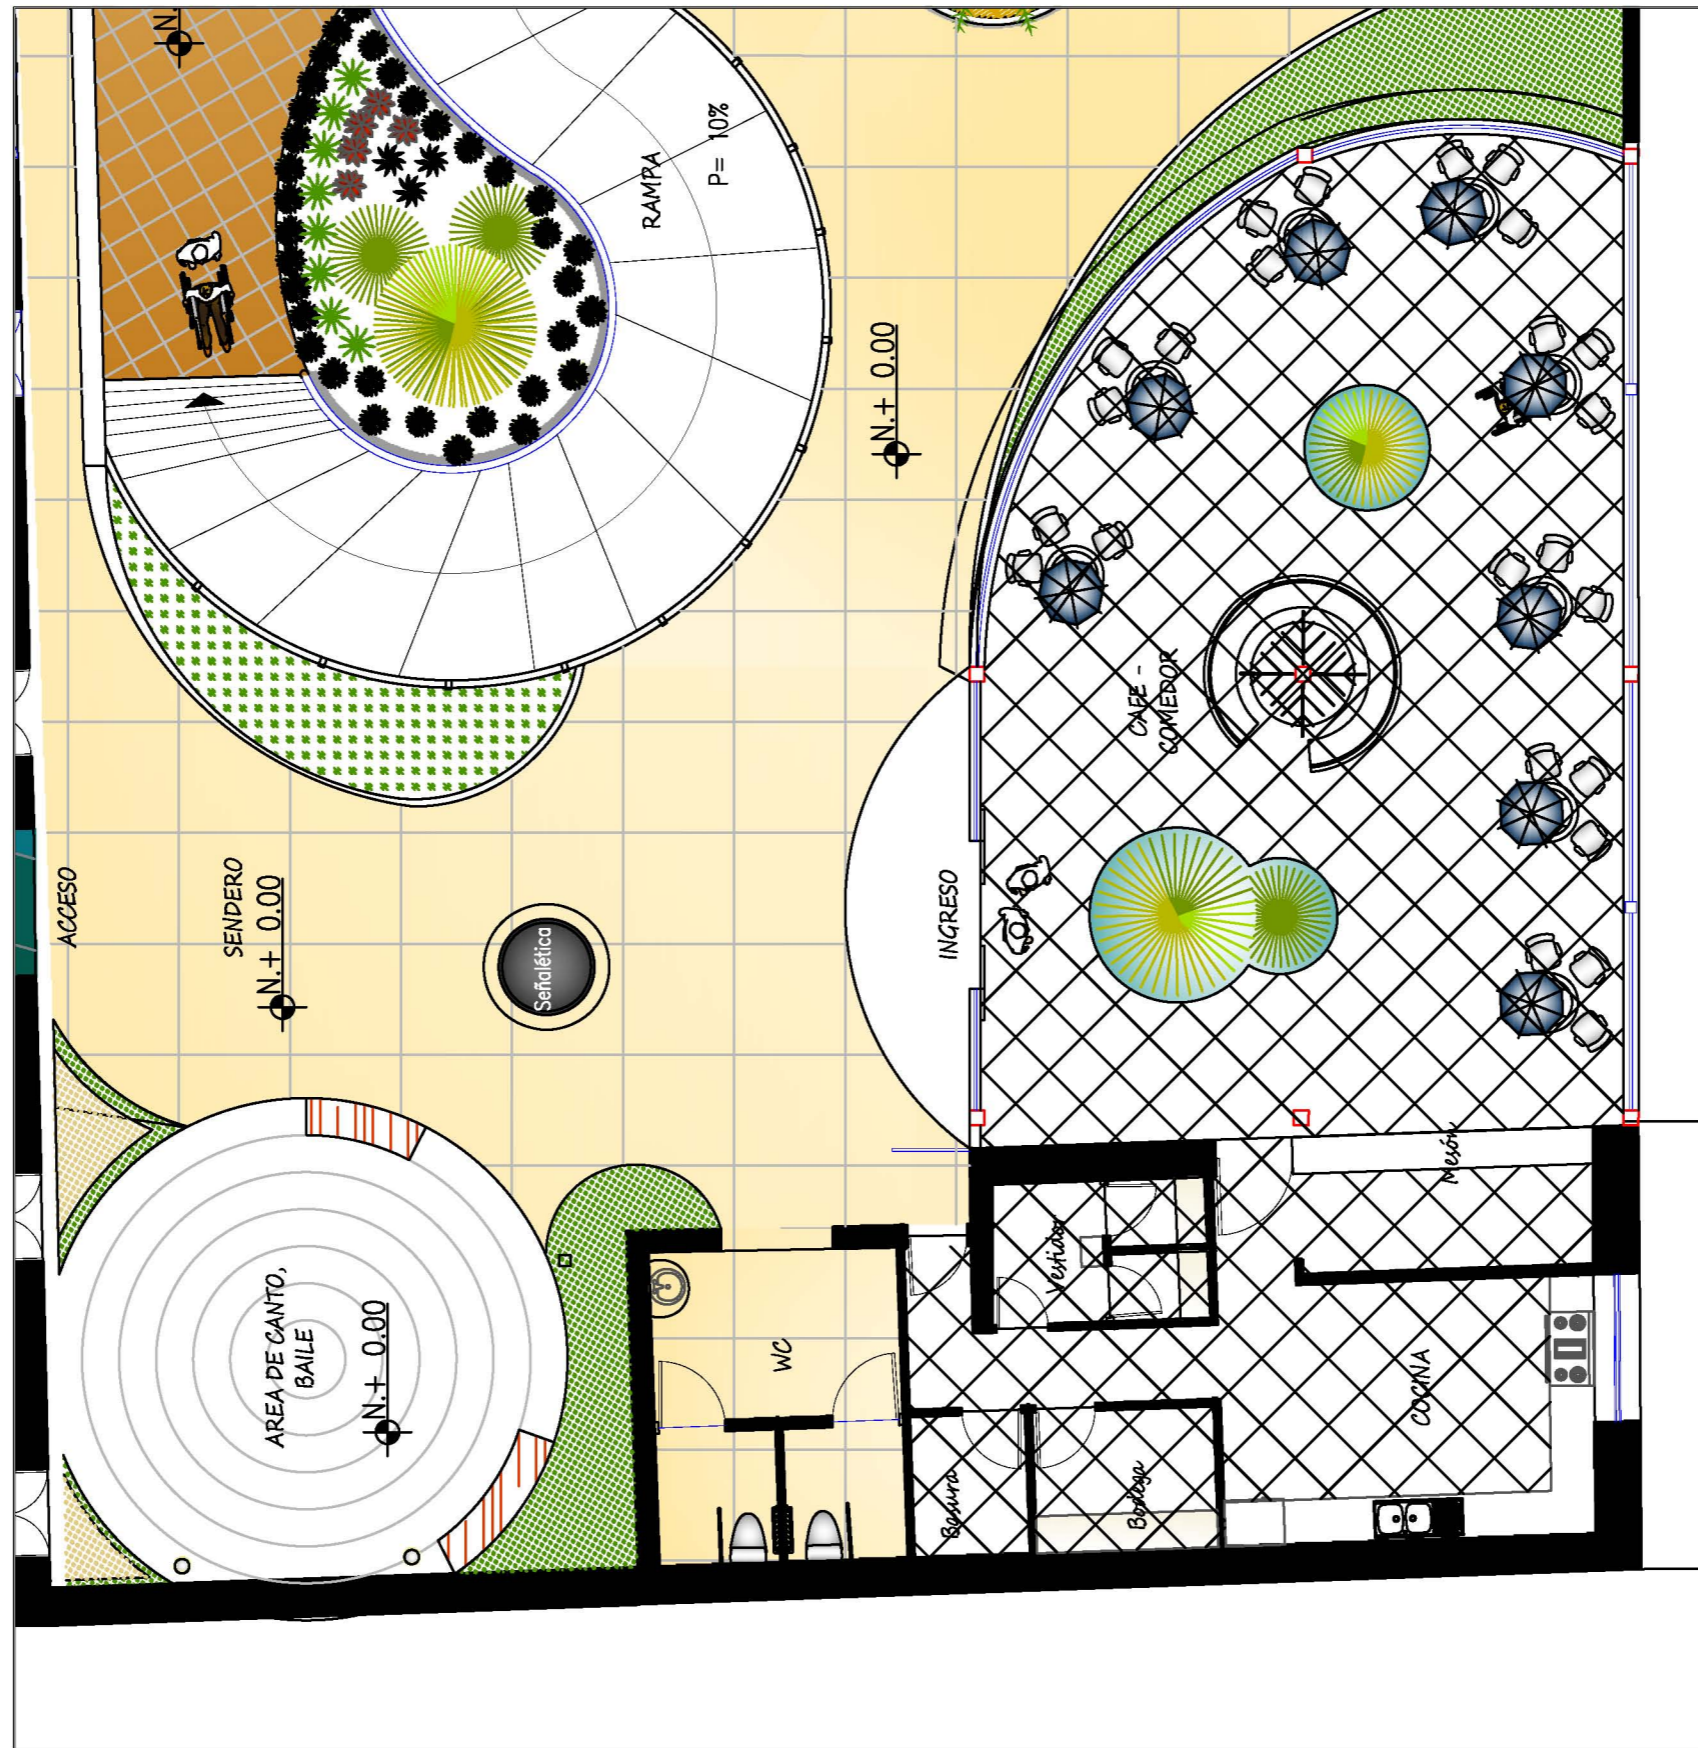 N.
RAMPA
P= 10%
N.+ 0.00
CAFE -
COMEDOR
ACCESO
SENDERO
N.+ 0.00
Señalética
INGRESO
Mesón
Vestidor
AREA DE CANTO,
BAILE
N.+ 0.00
WC
COCINA
Basura
Bodega